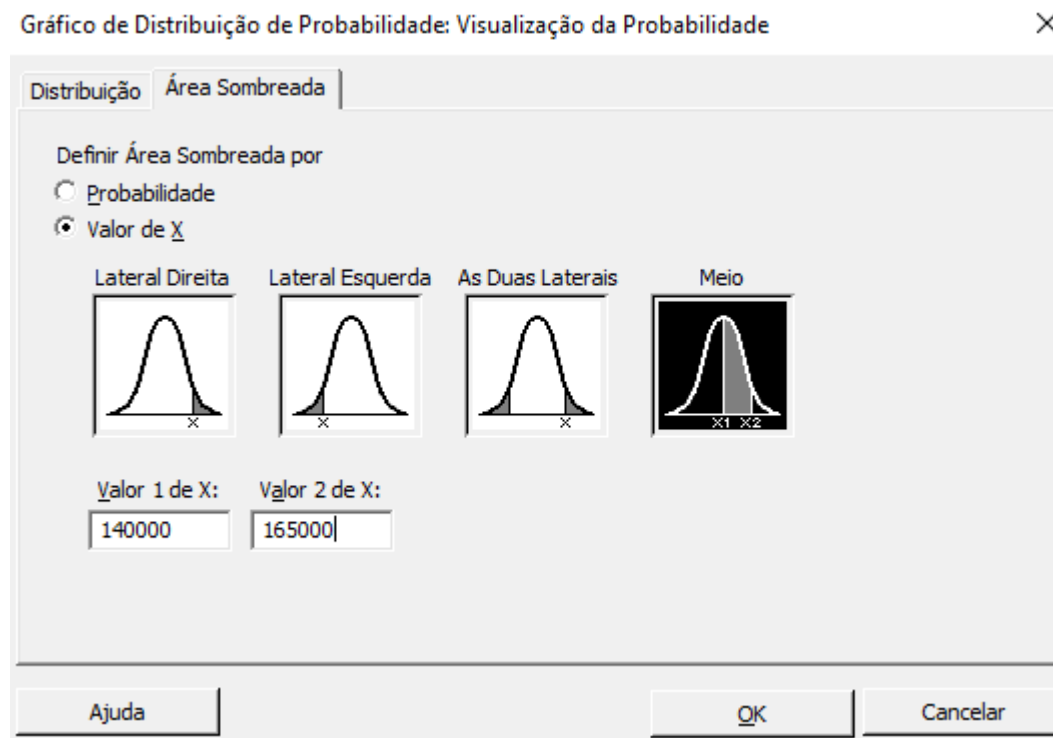 Gráfico de Distribuição de Probabilidade: Visualização da Probabilidade
Distribuição Área Sombreada
Definir Área Sombreada por
Probabilidade
Valor de X
Lateral Direita Lateral Esquerda As Duas Laterais Meio
X X X X1 X2
Valor 1 de X: Valor 2 de X:
140000 165000
Ajuda OK Cancelar